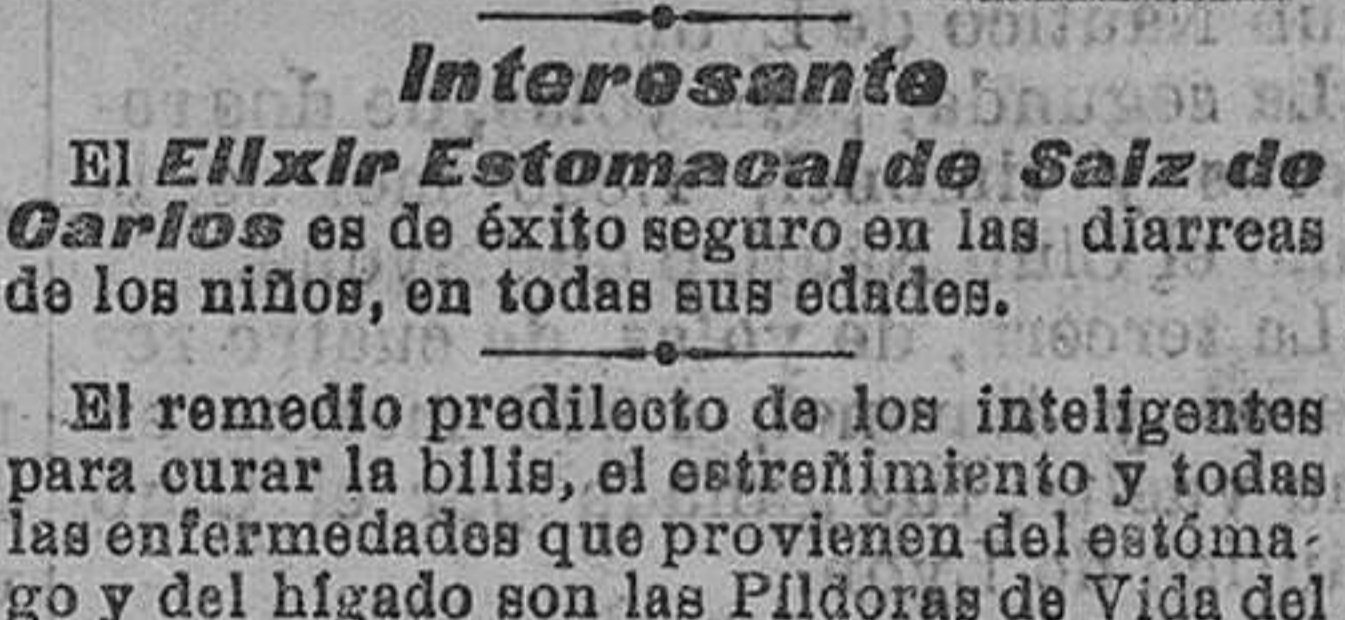 Interesante
El Elixir Estomacal de Saiz de
Carlos es de éxito seguro en las diarreas
de los niños, en todas sus edades.
El remedio predilecto de los inteligentes
para curar la bilis, el estreñimiento y todas
las enfermedades que provienen del estóma-
go y del hígado son las Píldoras de Vida del